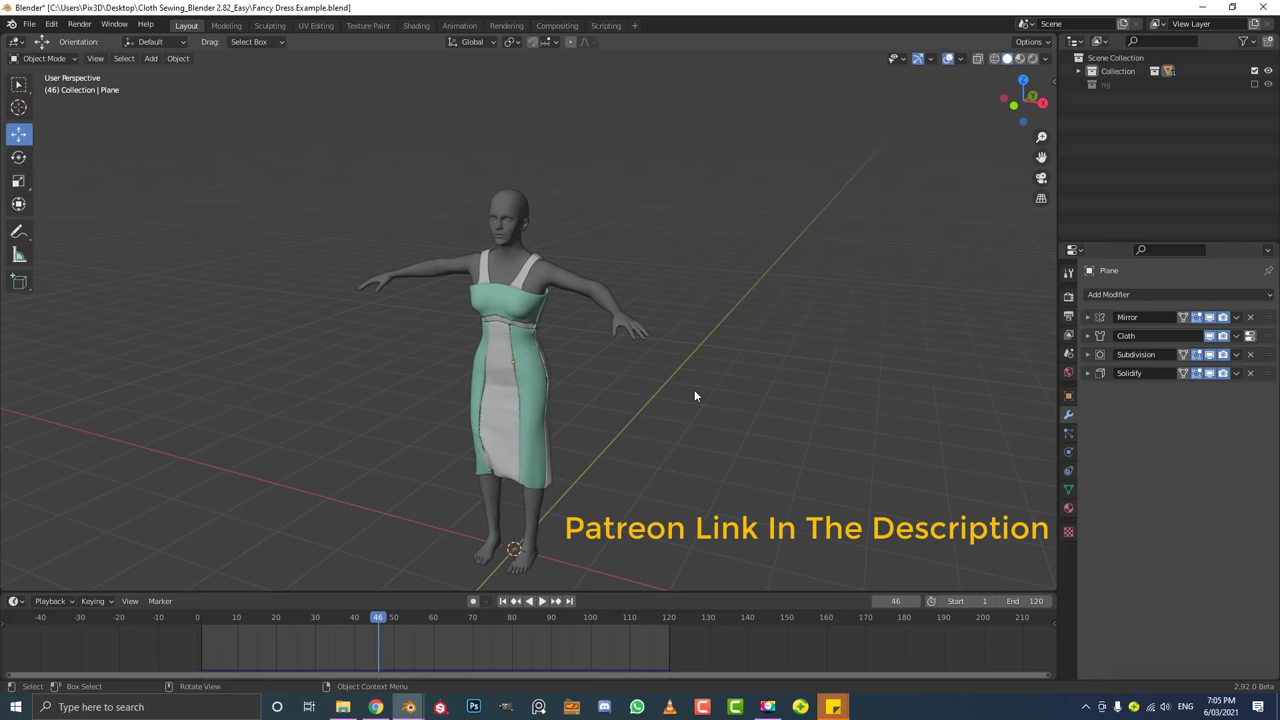 Blender* [C:\Users\Pix3D\Desktop\Cloth Sewing_Blender 2.82_Easy\Fancy Dress Example.blend]
File Edit Render Window Help Layout Modeling Sculpting UV Editing Texture Paint Shading Animation Rendering Compositing Scripting + Scene View Layer
Orientation: Default Drag: Select Box Global Options
Object Mode View Select Add Object
User Perspective
(46) Collection | Plane
Z
Y
X
Scene Collection
Collection
rig
Plane
Add Modifier
Mirror
Cloth
Subdivision
Solidify
Patreon Link In The Description
Playback Keying View Marker 46 Start 1 End 120
-40 -30 -20 -10 0 10 20 30 46 50 60 70 80 90 100 110 120 130 140 150 160 170 180 190 200 210
Select Box Select Rotate View Object Context Menu 2.92.0 Beta
Type here to search
7:05 PM
6/03/2021